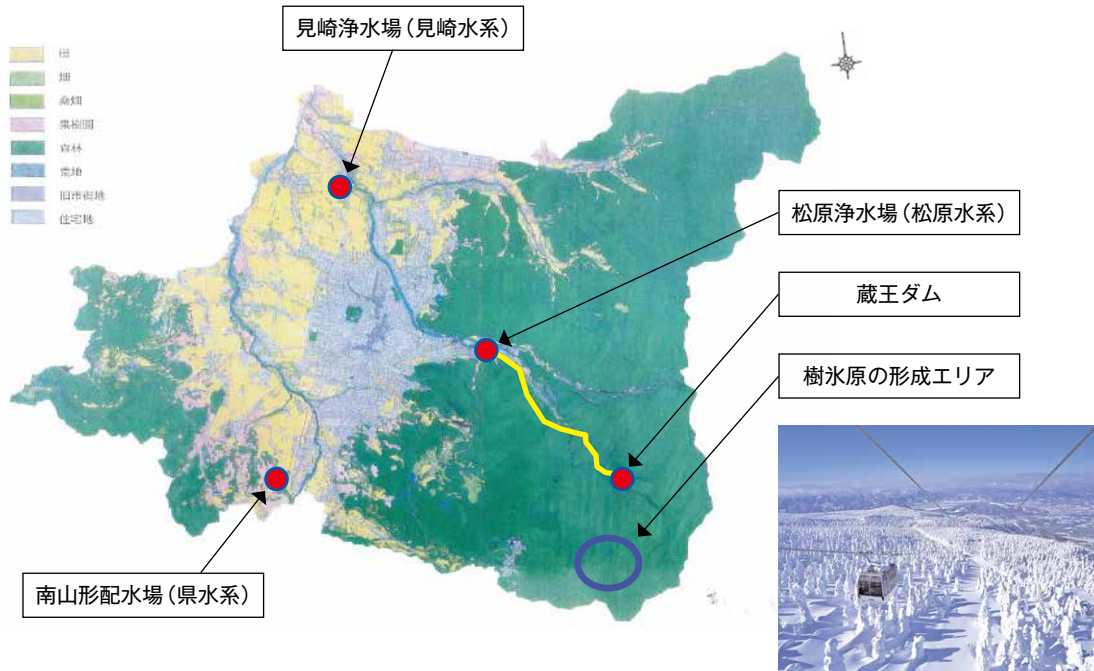 見崎浄水場(見崎水系)
田
畑
桑畑
果樹園
森林
荒地
旧市街地
住宅地
松原浄水場(松原水系)
蔵王ダム
樹氷原の形成エリア
南山形配水場(県水系)